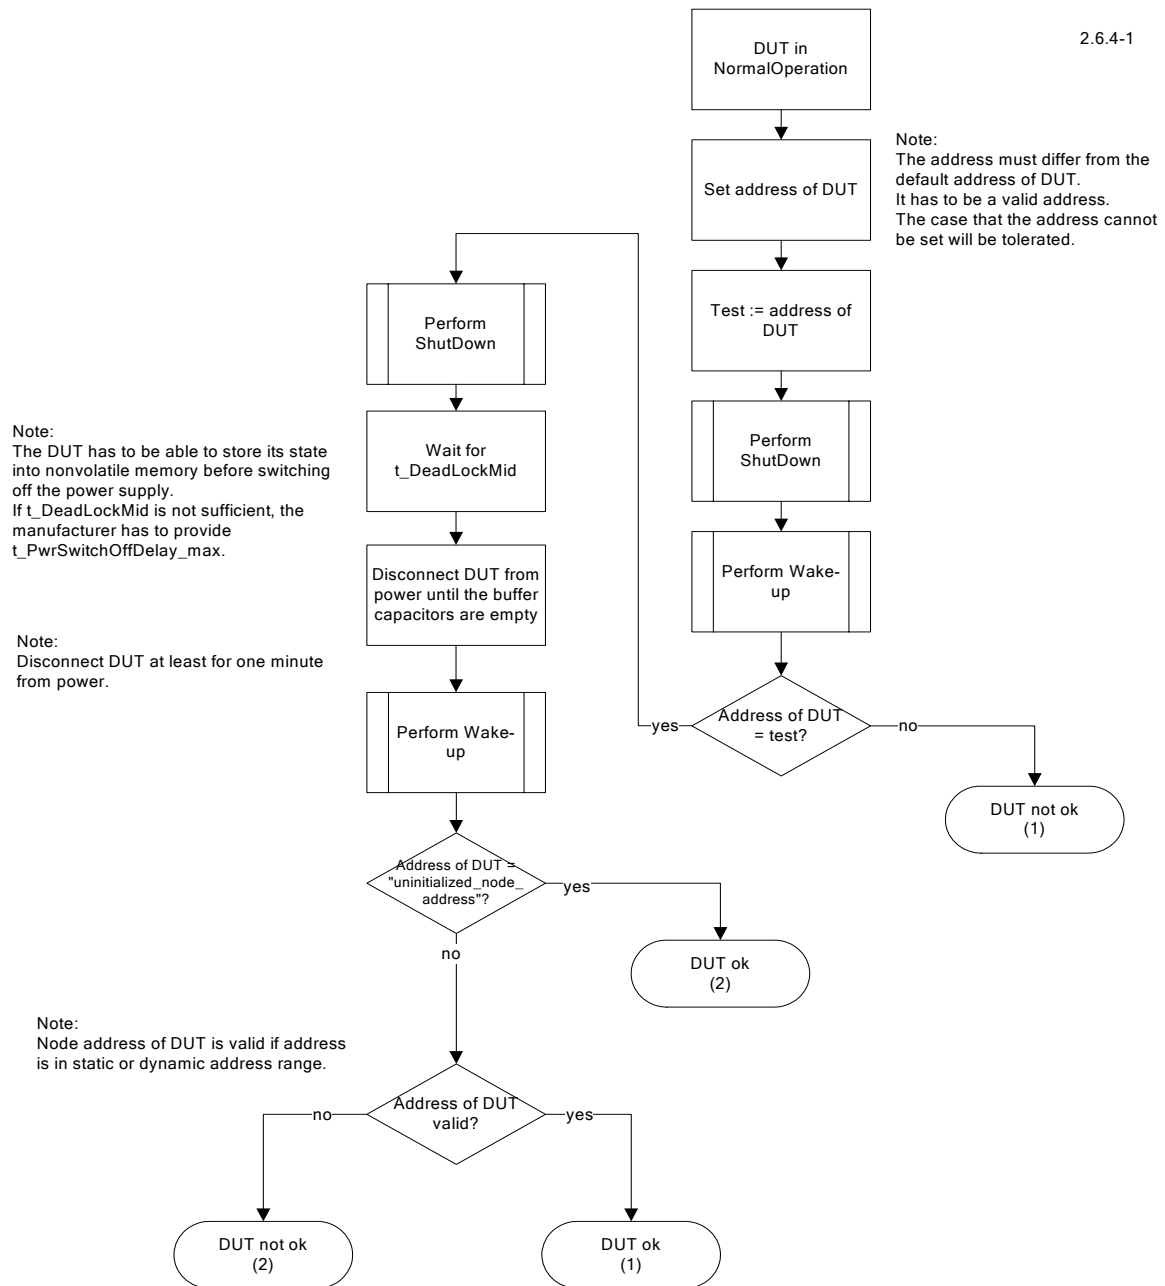 2.6.4-1
DUT in
NormalOperation
Note:
The address must differ from the
default address of DUT.
It has to be a valid address.
The case that the address cannot
be set will be tolerated.
Set address of DUT
Test := address of
DUT
Perform
ShutDown
Perform Wake-
up
Address of DUT
= test?
yes
no
DUT not ok
(1)
Perform
ShutDown
Note:
The DUT has to be able to store its state
into nonvolatile memory before switching
off the power supply.
If t_DeadLockMid is not sufficient, the
manufacturer has to provide
t_PwrSwitchOffDelay_max.
Wait for
t_DeadLockMid
Disconnect DUT from
power until the buffer
capacitors are empty
Note:
Disconnect DUT at least for one minute
from power.
Perform Wake-
up
Address of DUT =
"uninitialized_node_
address"?
yes
no
DUT ok
(2)
Note:
Node address of DUT is valid if address
is in static or dynamic address range.
Address of DUT
valid?
no
yes
DUT not ok
(2)
DUT ok
(1)